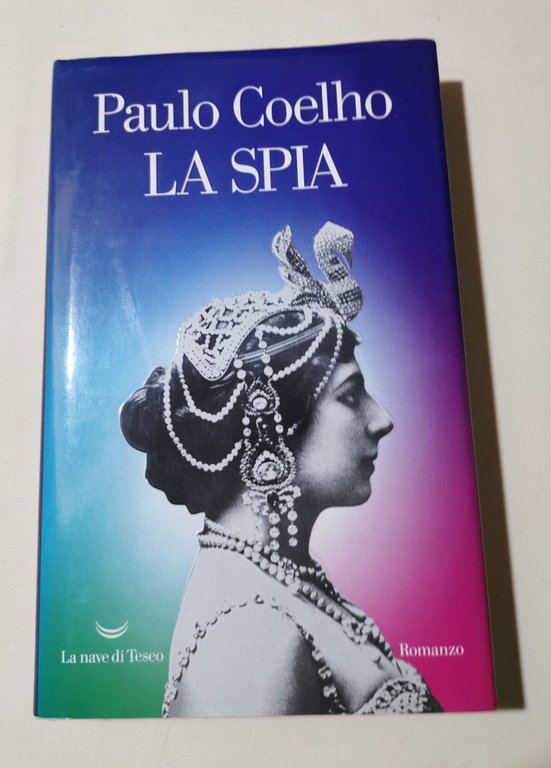 Paulo Coelho
LA SPIA
La nave di Teseo
Romanzo